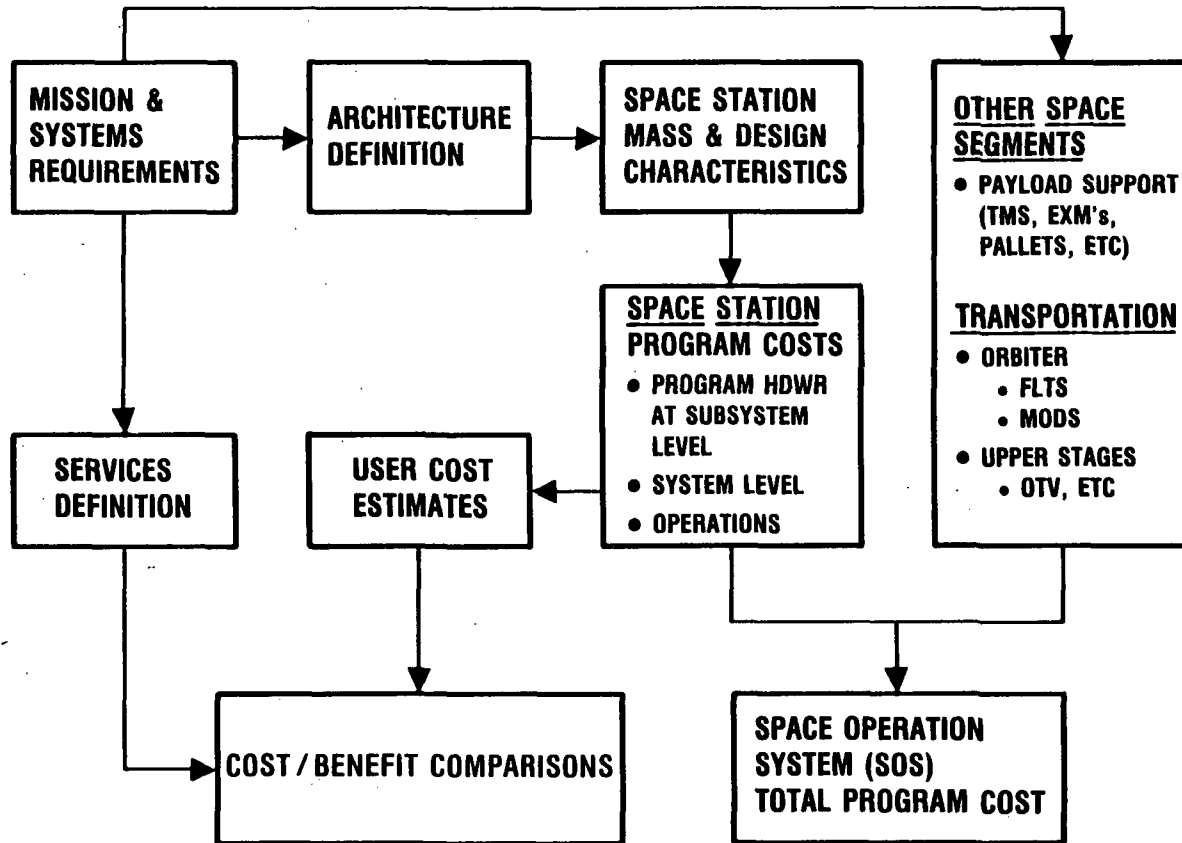 MISSION &
SYSTEMS
REQUIREMENTS
ARCHITECTURE
DEFINITION
SPACE STATION
MASS & DESIGN
CHARACTERISTICS
OTHER SPACE
SEGMENTS
• PAYLOAD SUPPORT
(TMS, EXM's,
PALLETS, ETC)
TRANSPORTATION
• ORBITER
• FLTS
• MODS
• UPPER STAGES
• OTV, ETC
SPACE STATION
PROGRAM COSTS
• PROGRAM HDWR
AT SUBSYSTEM
LEVEL
• SYSTEM LEVEL
• OPERATIONS
SERVICES
DEFINITION
USER COST
ESTIMATES
COST / BENEFIT COMPARISONS
SPACE OPERATION
SYSTEM (SOS)
TOTAL PROGRAM COST